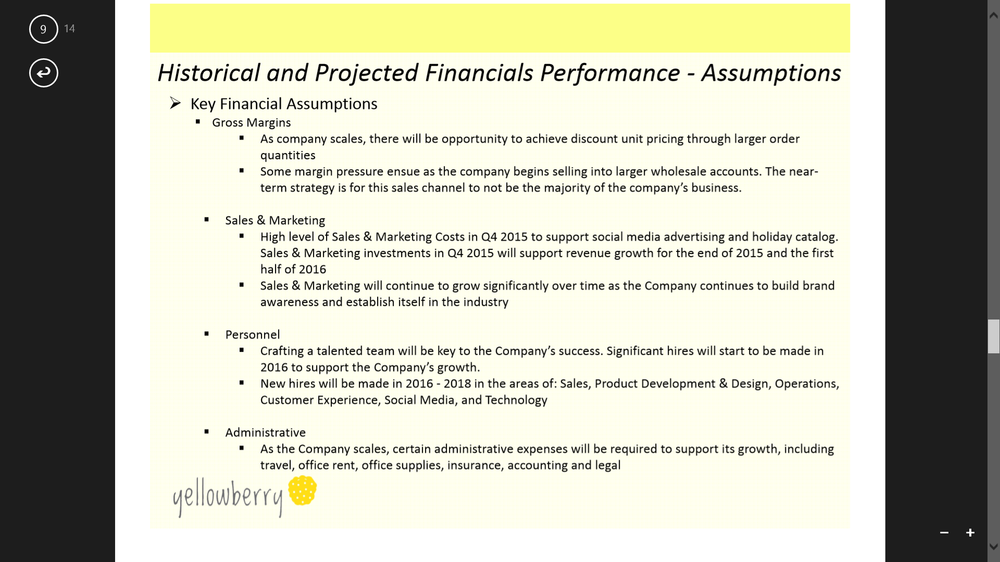 9 14
Historical and Projected Financials Performance - Assumptions
Key Financial Assumptions
Gross Margins
As company scales, there will be opportunity to achieve discount unit pricing through larger order
quantities
Some margin pressure ensue as the company begins selling into larger wholesale accounts. The near-
term strategy is for this sales channel to not be the majority of the company’s business.
Sales & Marketing
High level of Sales & Marketing Costs in Q4 2015 to support social media advertising and holiday catalog.
Sales & Marketing investments in Q4 2015 will support revenue growth for the end of 2015 and the first
half of 2016
Sales & Marketing will continue to grow significantly over time as the Company continues to build brand
awareness and establish itself in the industry
Personnel
Crafting a talented team will be key to the Company’s success. Significant hires will start to be made in
2016 to support the Company’s growth.
New hires will be made in 2016 - 2018 in the areas of: Sales, Product Development & Design, Operations,
Customer Experience, Social Media, and Technology
Administrative
As the Company scales, certain administrative expenses will be required to support its growth, including
travel, office rent, office supplies, insurance, accounting and legal
yellowberry